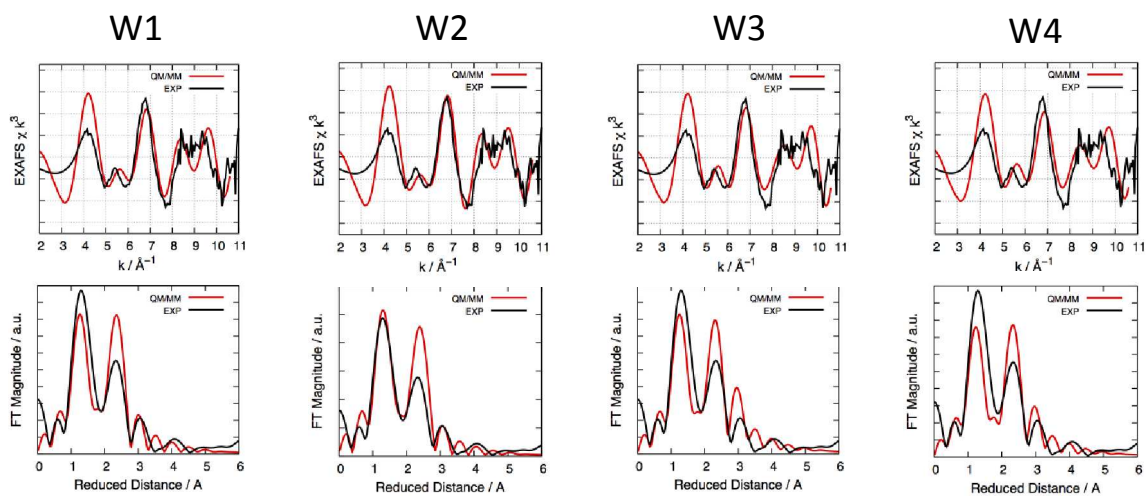 W1 W2 W3 W4
QM/MM QM/MM QM/MM QM/MM
EXP EXP EXP EXP
EXAFS χ k³ EXAFS χ k³ EXAFS χ k³ EXAFS χ k³
2 3 4 5 6 7 8 9 10 11 2 3 4 5 6 7 8 9 10 11 2 3 4 5 6 7 8 9 10 11 2 3 4 5 6 7 8 9 10 11
k / Å⁻¹ k / Å⁻¹ k / Å⁻¹ k / Å⁻¹
QM/MM QM/MM QM/MM QM/MM
EXP EXP EXP EXP
FT Magnitude / a.u. FT Magnitude / a.u. FT Magnitude / a.u. FT Magnitude / a.u.
0 1 2 3 4 5 6 0 1 2 3 4 5 6 0 1 2 3 4 5 6 0 1 2 3 4 5 6
Reduced Distance / A Reduced Distance / A Reduced Distance / A Reduced Distance / A